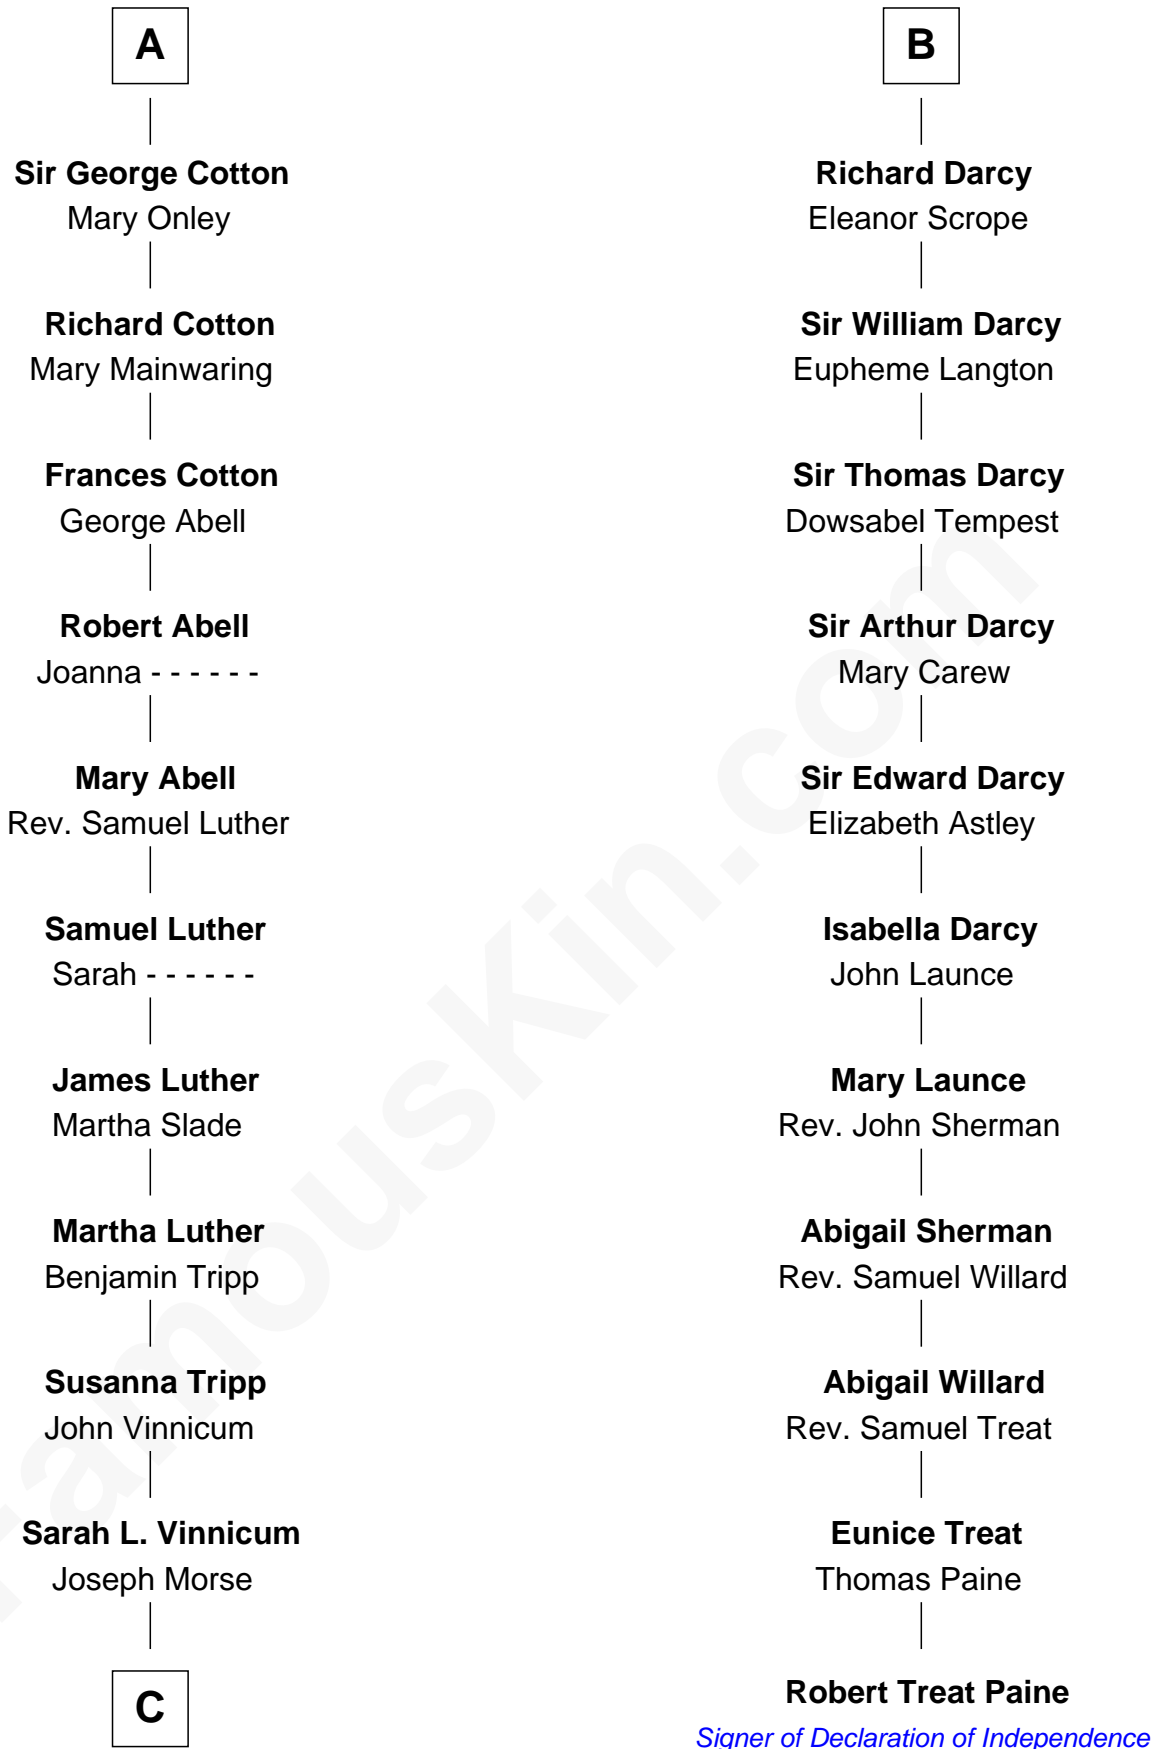 A
Sir George Cotton
Mary Onley
Richard Cotton
Mary Mainwaring
Frances Cotton
George Abell
Robert Abell
Joanna - - - - - -
Mary Abell
Rev. Samuel Luther
Samuel Luther
Sarah - - - - - -
James Luther
Martha Slade
Martha Luther
Benjamin Tripp
Susanna Tripp
John Vinnicum
Sarah L. Vinnicum
Joseph Morse
C
B
Richard Darcy
Eleanor Scrope
Sir William Darcy
Eupheme Langton
Sir Thomas Darcy
Dowsabel Tempest
Sir Arthur Darcy
Mary Carew
Sir Edward Darcy
Elizabeth Astley
Isabella Darcy
John Launce
Mary Launce
Rev. John Sherman
Abigail Sherman
Rev. Samuel Willard
Abigail Willard
Rev. Samuel Treat
Eunice Treat
Thomas Paine
Robert Treat Paine
Signer of Declaration of Independence
FamousKin.com